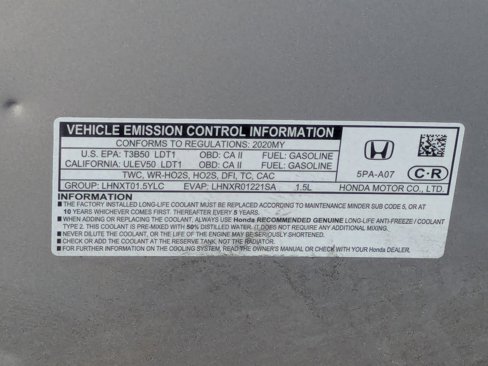 VEHICLE EMISSION CONTROL INFORMATION
CONFORMS TO REGULATIONS: 2020MY
U.S. EPA: T3B50 LDT1 OBD: CA II FUEL: GASOLINE
CALIFORNIA: ULEV50 LDT1 OBD: CA II FUEL: GASOLINE
TWC, WR-HO2S, HO2S, DFI, TC, CAC
GROUP: LHNXT01.5YLC EVAP: LHNXR01221SA 1.5L
5PA-A07 C·R
HONDA MOTOR CO., LTD.
INFORMATION
■ THE FACTORY INSTALLED LONG-LIFE COOLANT MUST BE REPLACED ACCORDING TO MAINTENANCE MINDER SUB CODE 5, OR AT
10 YEARS WHICHEVER COMES FIRST. THEREAFTER EVERY 5 YEARS.
■ WHEN ADDING OR REPLACING THE COOLANT, ALWAYS USE Honda RECOMMENDED GENUINE LONG-LIFE ANTI-FREEZE / COOLANT
TYPE 2. THIS COOLANT IS PRE-MIXED WITH 50% DISTILLED WATER. IT DOES NOT REQUIRE ANY ADDITIONAL MIXING.
■ NEVER DILUTE THE COOLANT, OR THE LIFE OF THE ENGINE MAY BE SERIOUSLY SHORTENED.
■ CHECK OR ADD THE COOLANT AT THE RESERVE TANK, NOT THE RADIATOR.
■ FOR FURTHER INFORMATION ON THE COOLING SYSTEM, READ THE OWNER'S MANUAL OR CHECK WITH YOUR Honda DEALER.